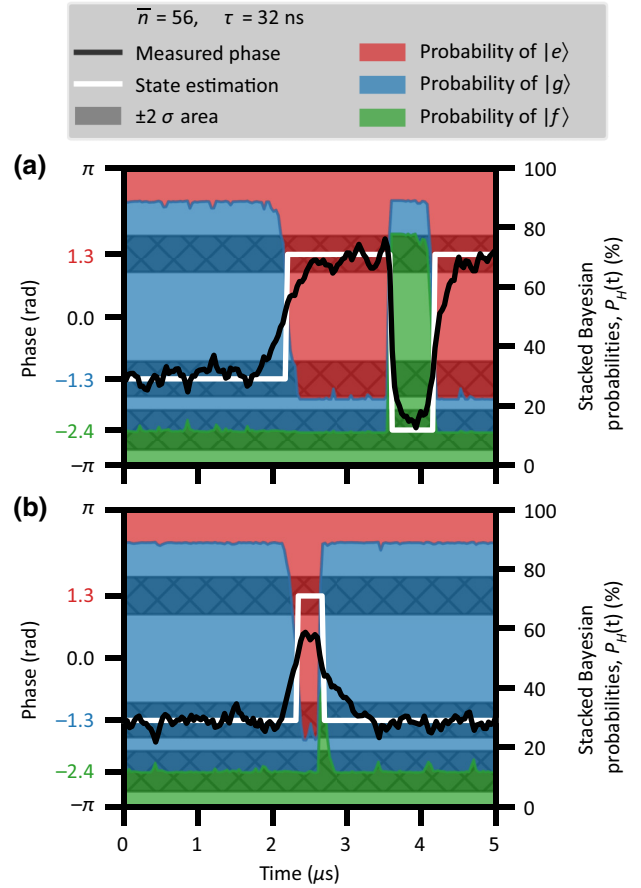 n̅ = 56, τ = 32 ns
Measured phase
State estimation
±2 σ area
Probability of |e⟩
Probability of |g⟩
Probability of |f⟩
(a)
π
1.3
0.0
−1.3
−2.4
−π
Phase (rad)
100
80
60
40
20
0
Stacked Bayesian
probabilities, P_H(t) (%)
(b)
π
1.3
0.0
−1.3
−2.4
−π
Phase (rad)
100
80
60
40
20
0
Stacked Bayesian
probabilities, P_H(t) (%)
0 1 2 3 4 5
Time (μs)